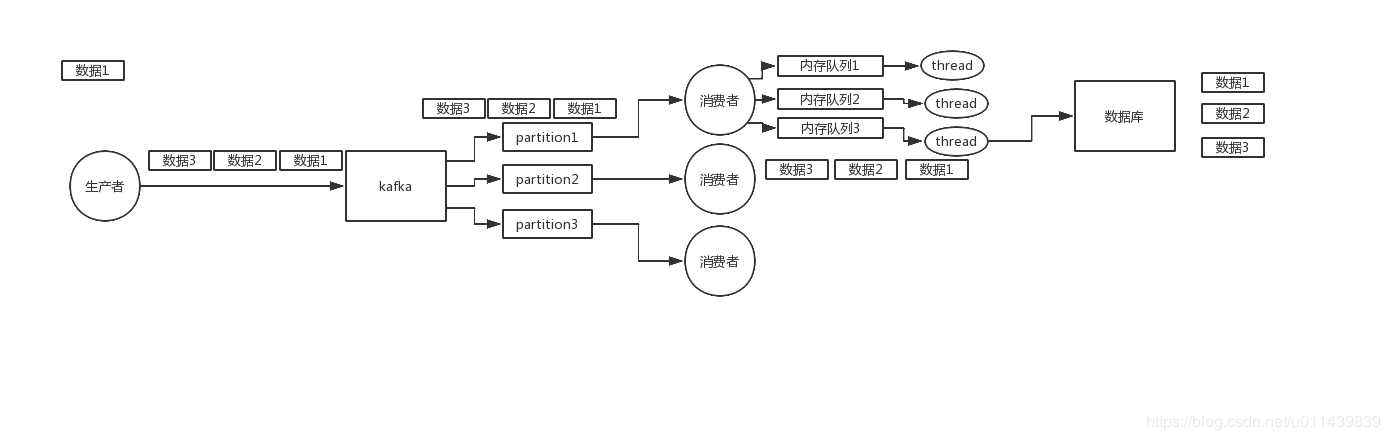 数据1
生产者
数据3 数据2 数据1
kafka
数据3 数据2 数据1
partition1
partition2
partition3
消费者
消费者
消费者
内存队列1
内存队列2
内存队列3
thread
thread
thread
数据3 数据2 数据1
数据库
数据1
数据2
数据3
https://blog.csdn.net/u011439839